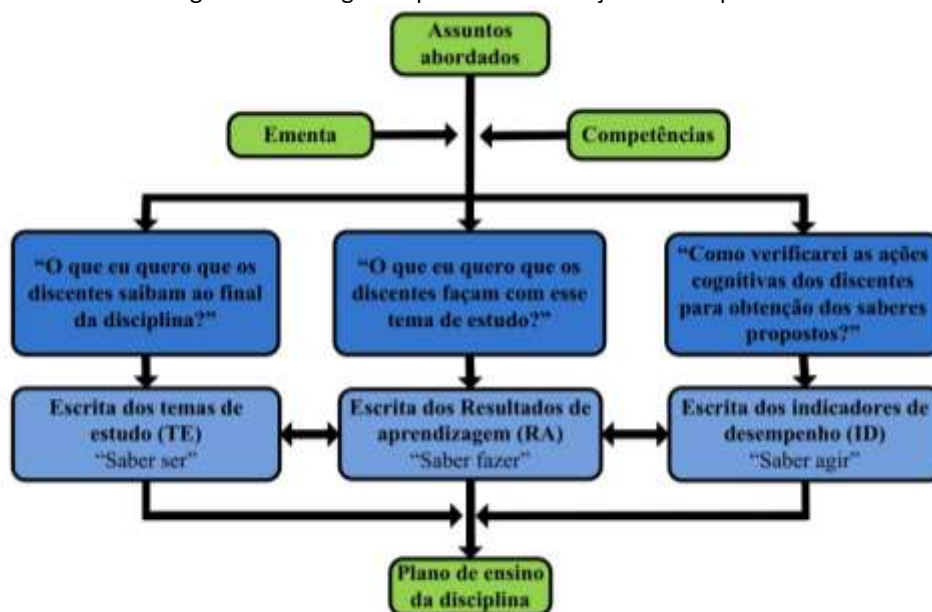 Assuntos
abordados
Ementa
Competências
“O que eu quero que os
discentes saibam ao final
da disciplina?”
“O que eu quero que os
discentes façam com esse
tema de estudo?”
“Como verificarei as ações
cognitivas dos discentes
para obtenção dos saberes
propostos?”
Escrita dos temas de
estudo (TE)
“Saber ser”
Escrita dos Resultados de
aprendizagem (RA)
“Saber fazer”
Escrita dos indicadores de
desempenho (ID)
“Saber agir”
Plano de ensino
da disciplina